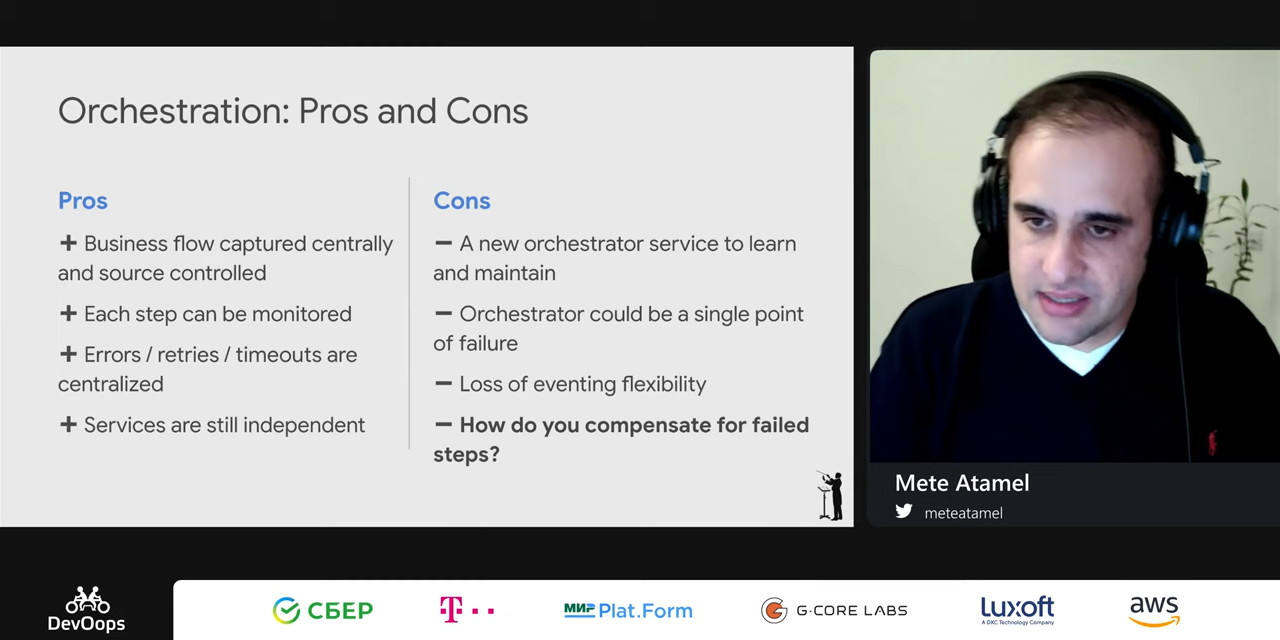 Orchestration: Pros and Cons
Pros
+ Business flow captured centrally
and source controlled
+ Each step can be monitored
+ Errors / retries / timeouts are
centralized
+ Services are still independent
Cons
− A new orchestrator service to learn
and maintain
− Orchestrator could be a single point
of failure
− Loss of eventing flexibility
− How do you compensate for failed
steps?
Mete Atamel
meteatamel
DevOops
СБЕР
T
МИР Plat.Form
G-CORE LABS
Luxoft
A DXC Technology Company
aws